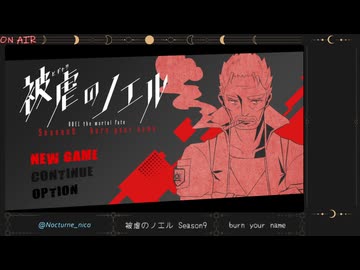 ON AIR
被虐のノエル
NOEL the mortal fate
Season9 burn your name
NEW GAME
CONTINUE
OPTION
@Nocturne_nico
被虐のノエル Season9
burn your name